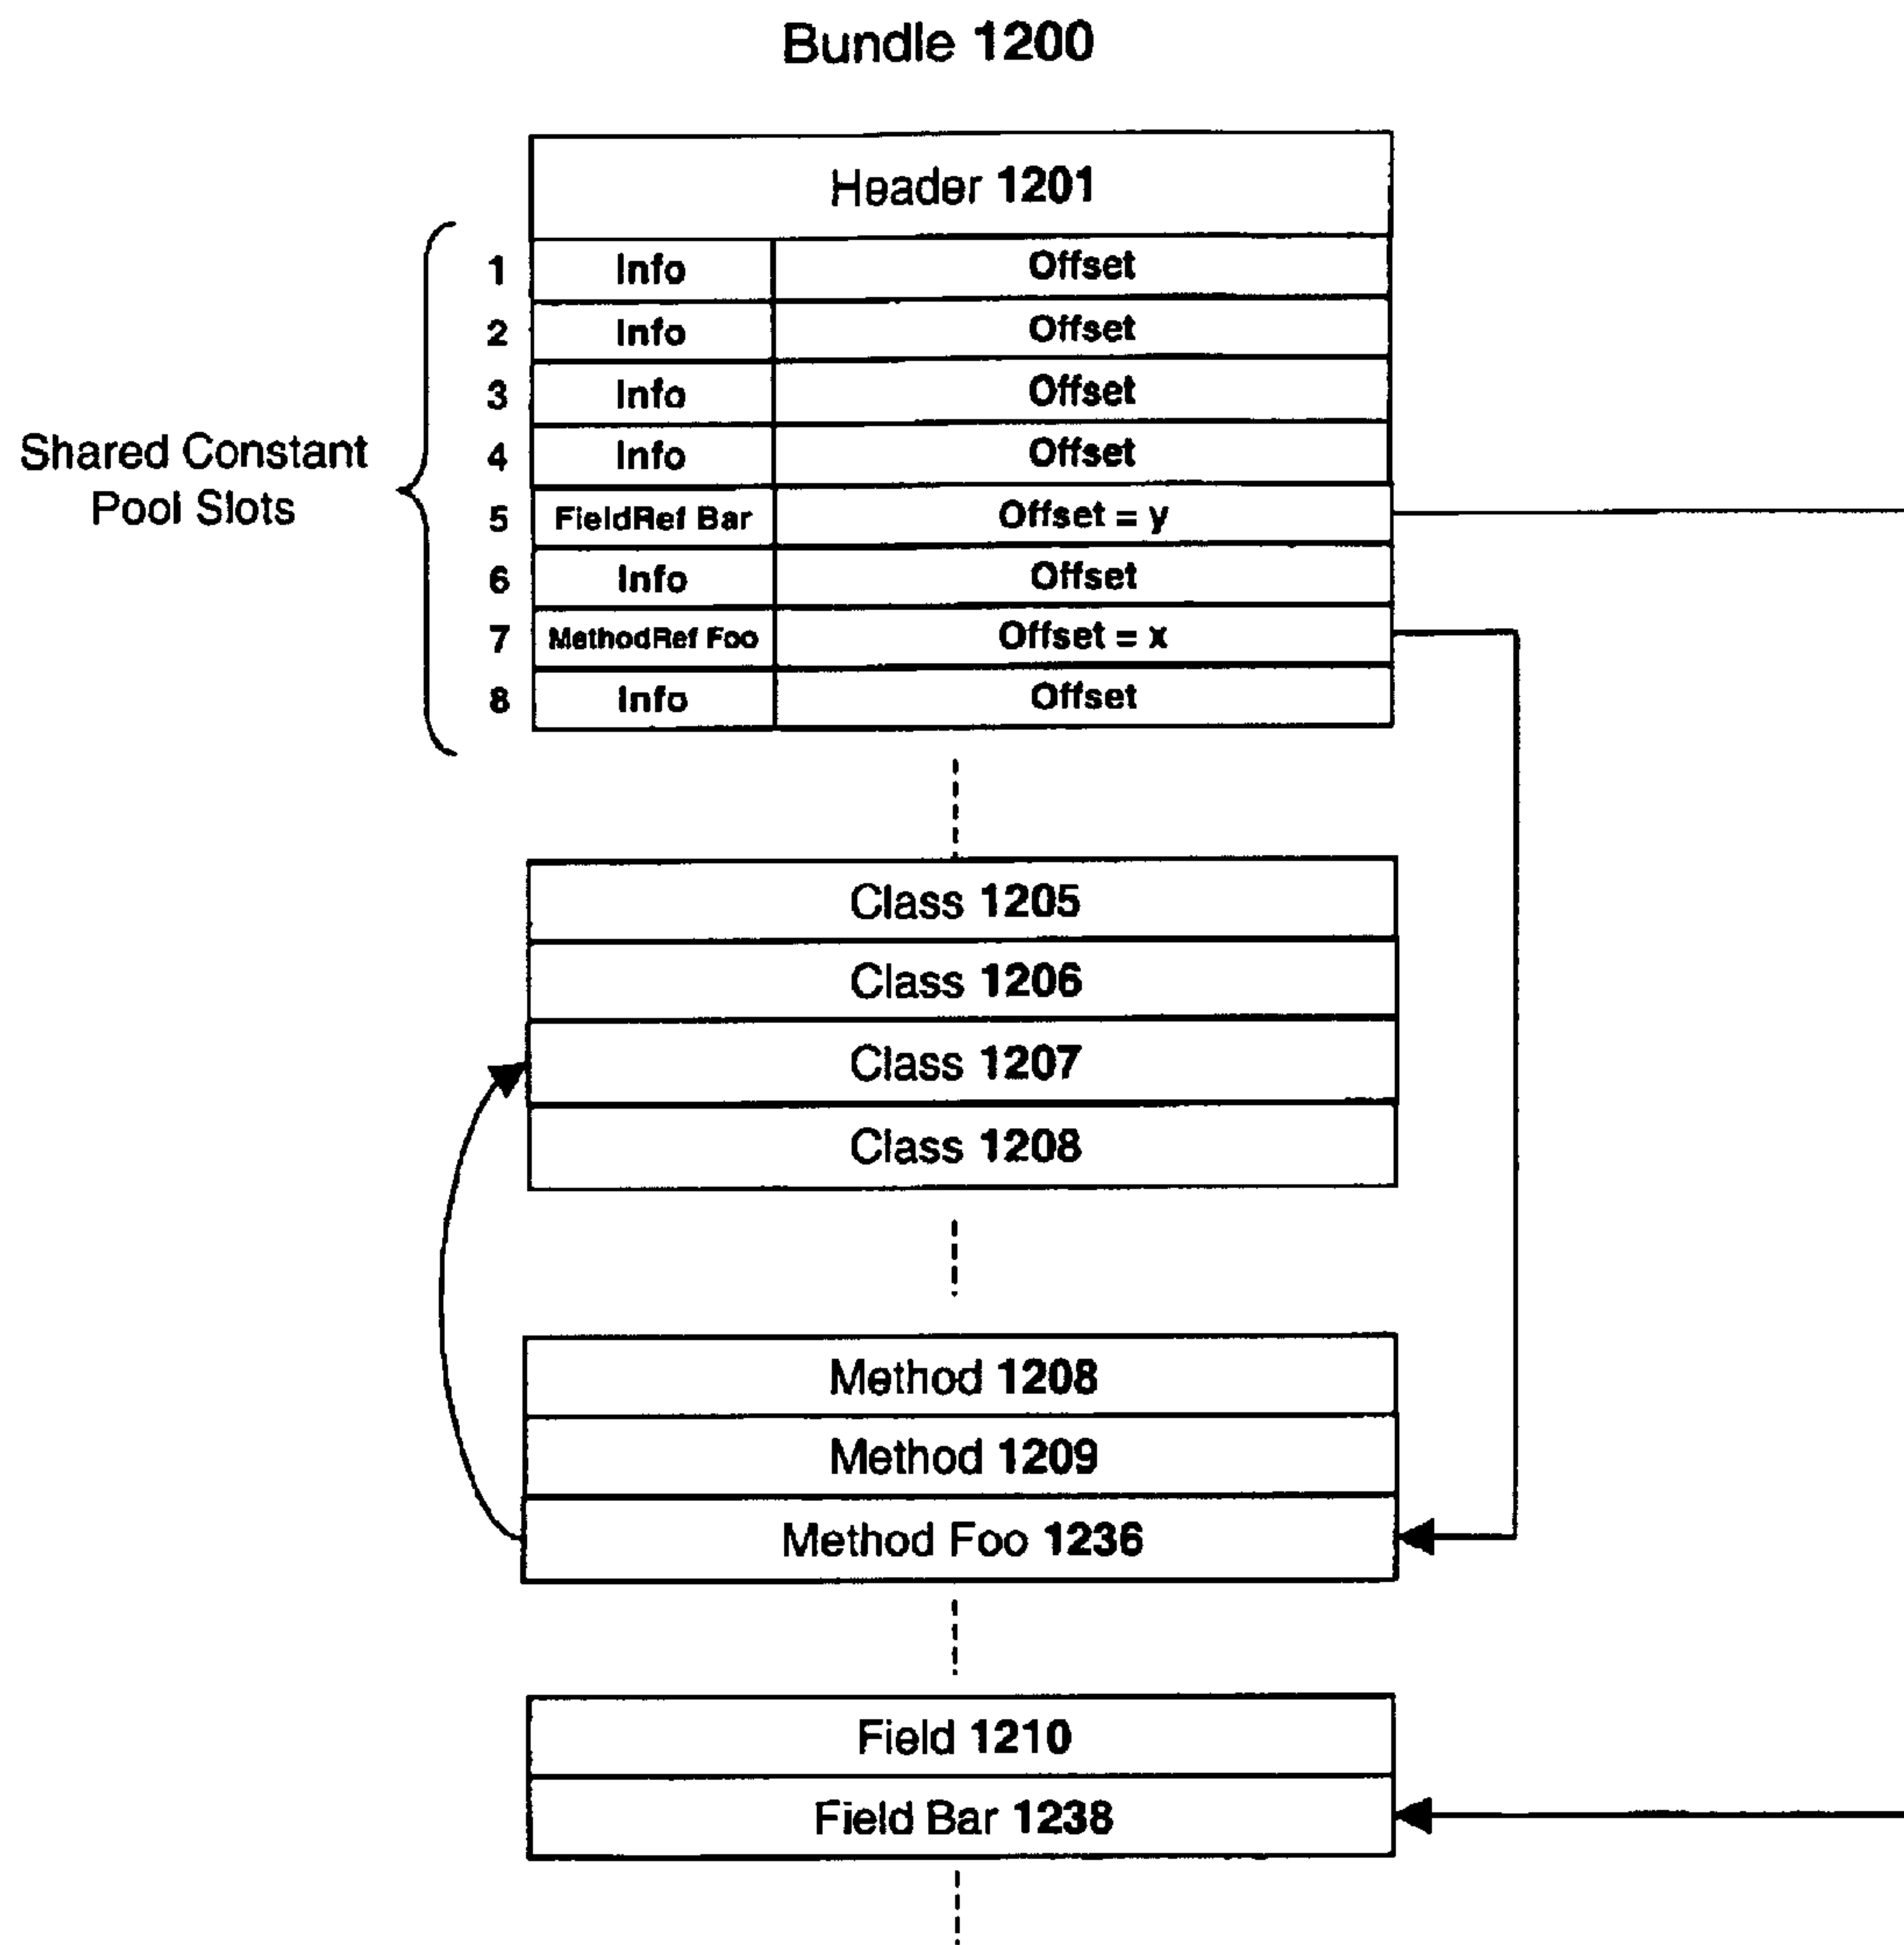 Bundle 1200
Header 1201
1 Info Offset
2 Info Offset
3 Info Offset
4 Info Offset
Shared Constant
Pool Slots
5 FieldRef Bar Offset = y
6 Info Offset
7 MethodRef Foo Offset = x
8 Info Offset
Class 1205
Class 1206
Class 1207
Class 1208
Method 1208
Method 1209
Method Foo 1236
Field 1210
Field Bar 1238